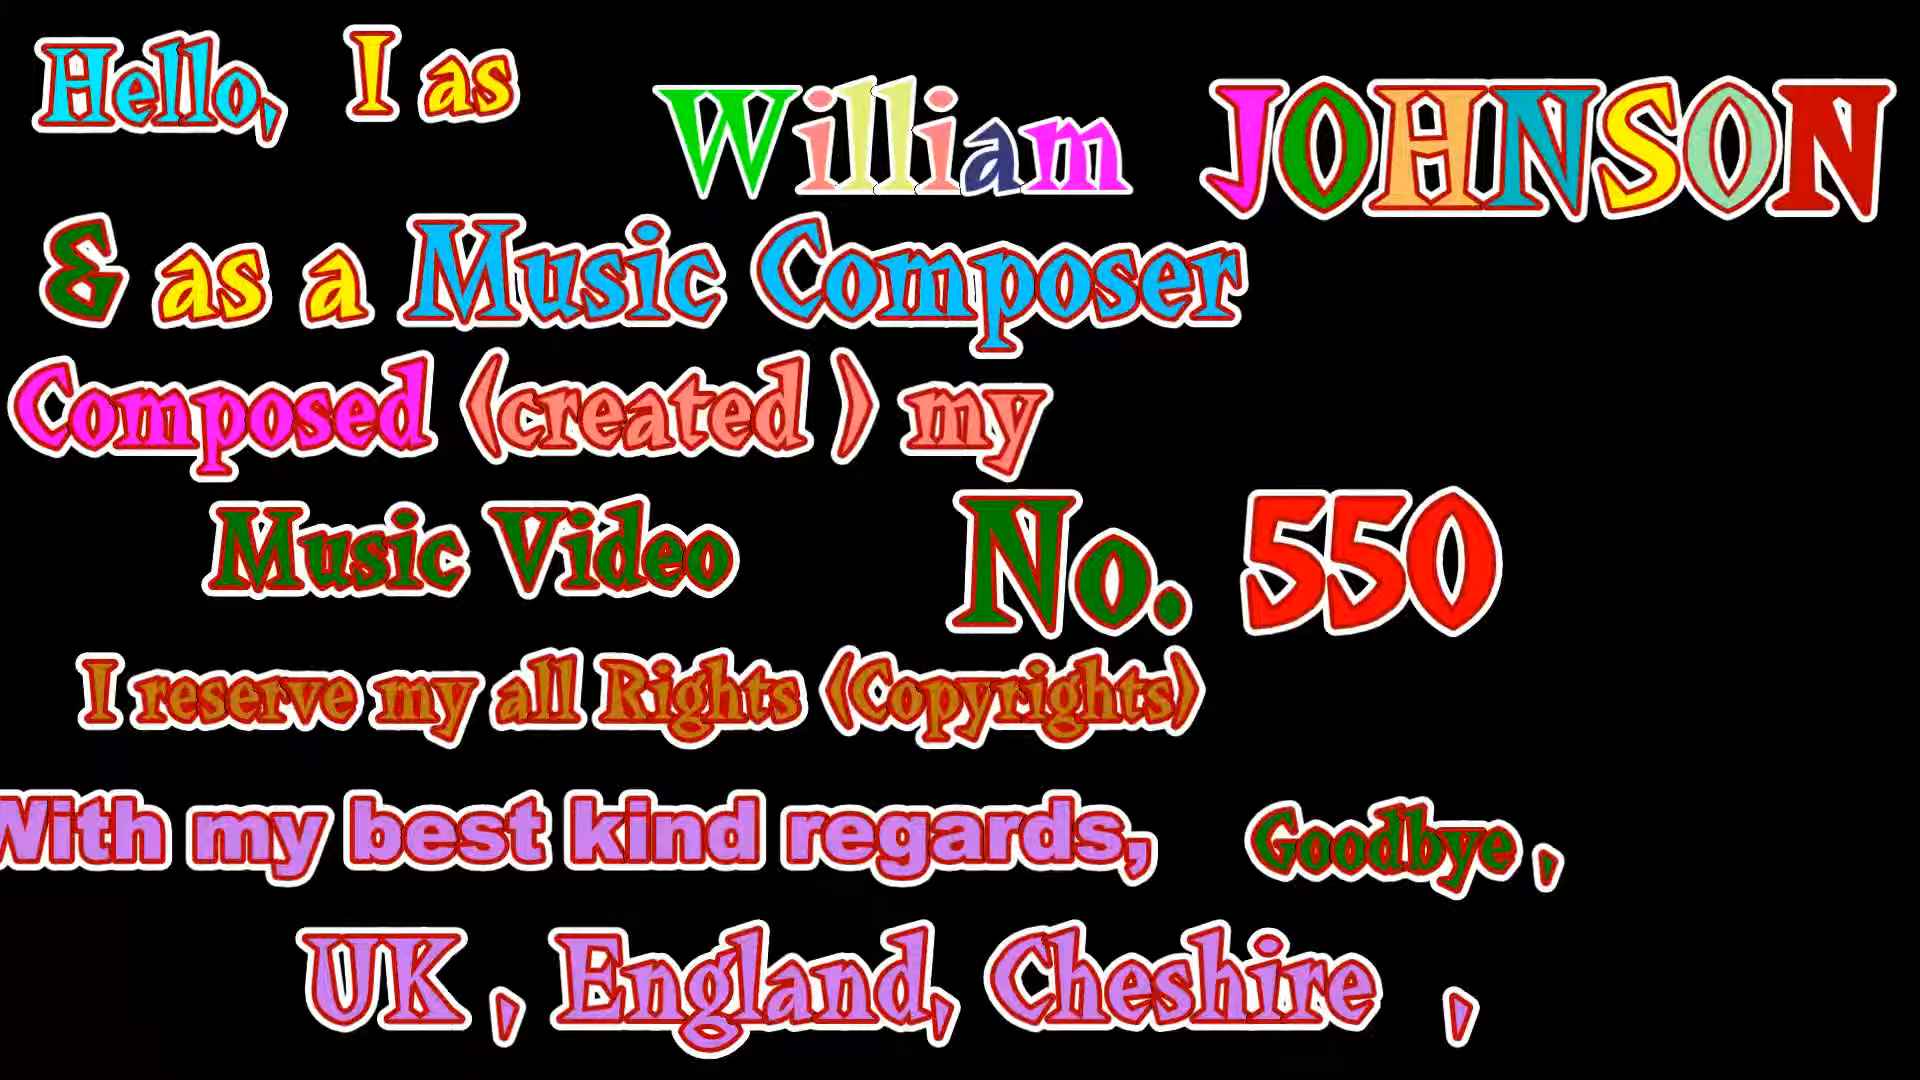 Hello, I as William JOHNSON
& as a Music Composer
Composed (created ) my
Music Video No. 550
I reserve my all Rights (Copyrights)
With my best kind regards, Goodbye ,
UK , England, Cheshire ,